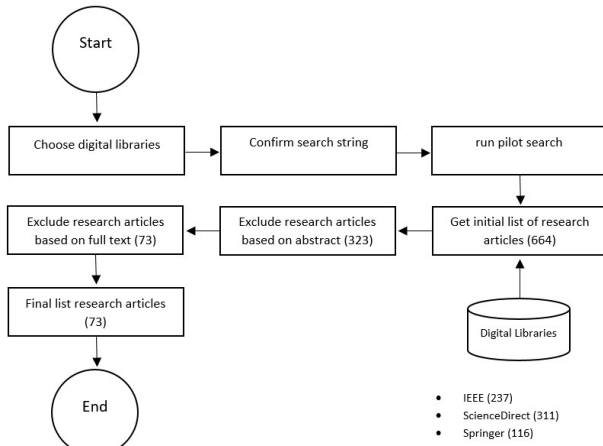 Start
Choose digital libraries
Confirm search string
run pilot search
Get initial list of research
articles (664)
Exclude research articles
based on abstract (323)
Exclude research articles
based on full text (73)
Final list research articles
(73)
End
Digital Libraries
• IEEE (237)
• ScienceDirect (311)
• Springer (116)